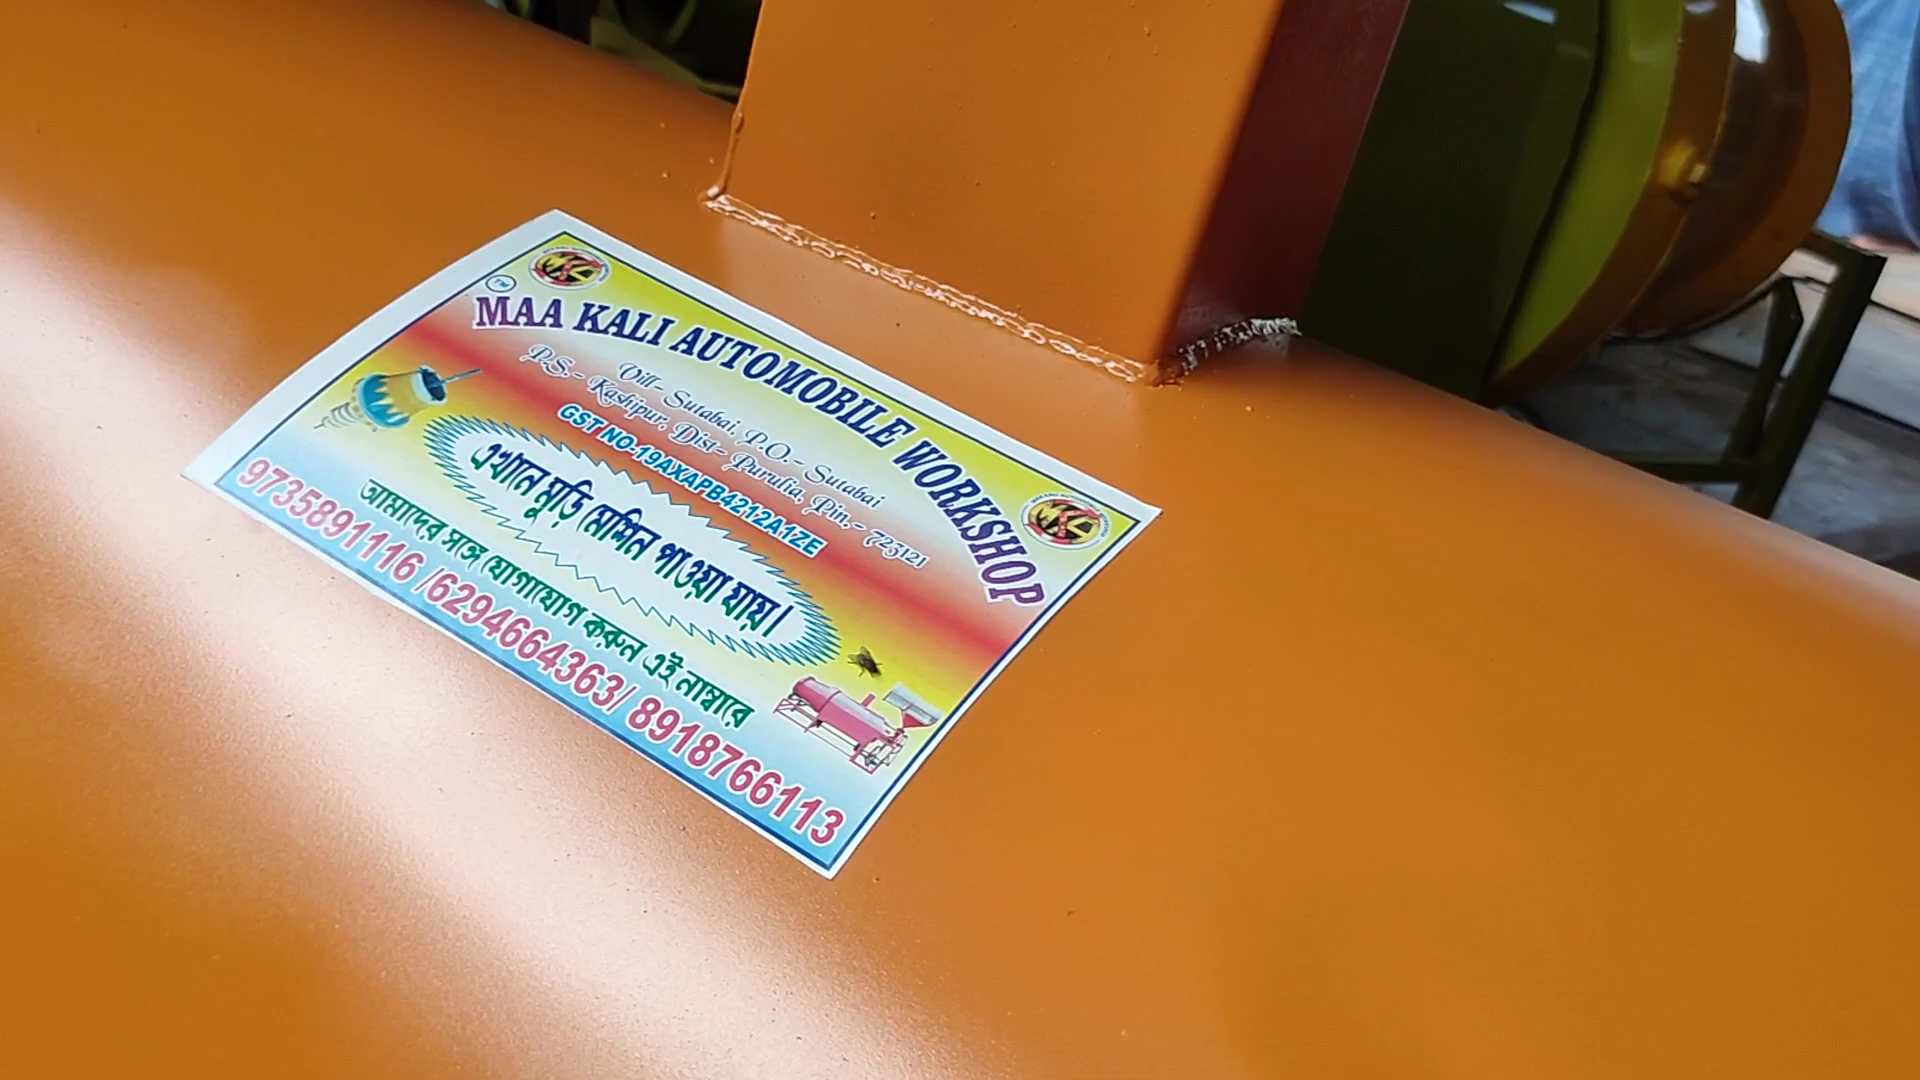 TM
MAA KALI AUTOMOBILE WORKSHOP
Vill- Sutabai, P.O.- Sutabai
P.S.- Kashipur, Dist- Purulia, Pin.- 723121
GST NO-19AXAPB4212A1ZE
এখানে মুড়ি মেশিন পাওয়া যায়।
আমাদের সঙ্গে যোগাযোগ করুন এই নাম্বারে
9735891116 /6294664363/ 8918766113